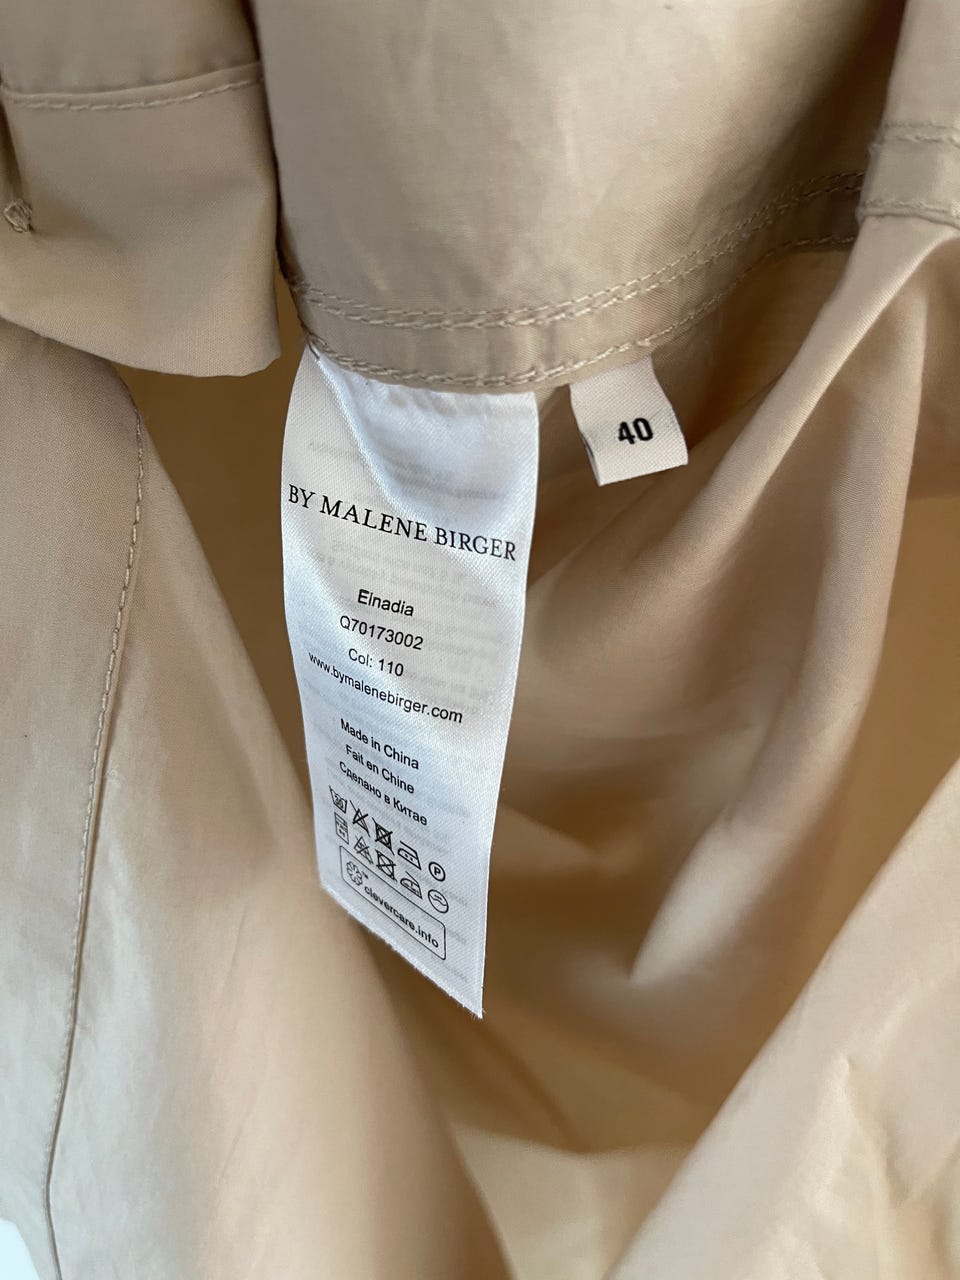 40
BY MALENE BIRGER
Elnadia
Q70173002
Col: 110
www.bymalenebirger.com
Made in China
Fait en Chine
Сделано в Китае
P
clevercare.info